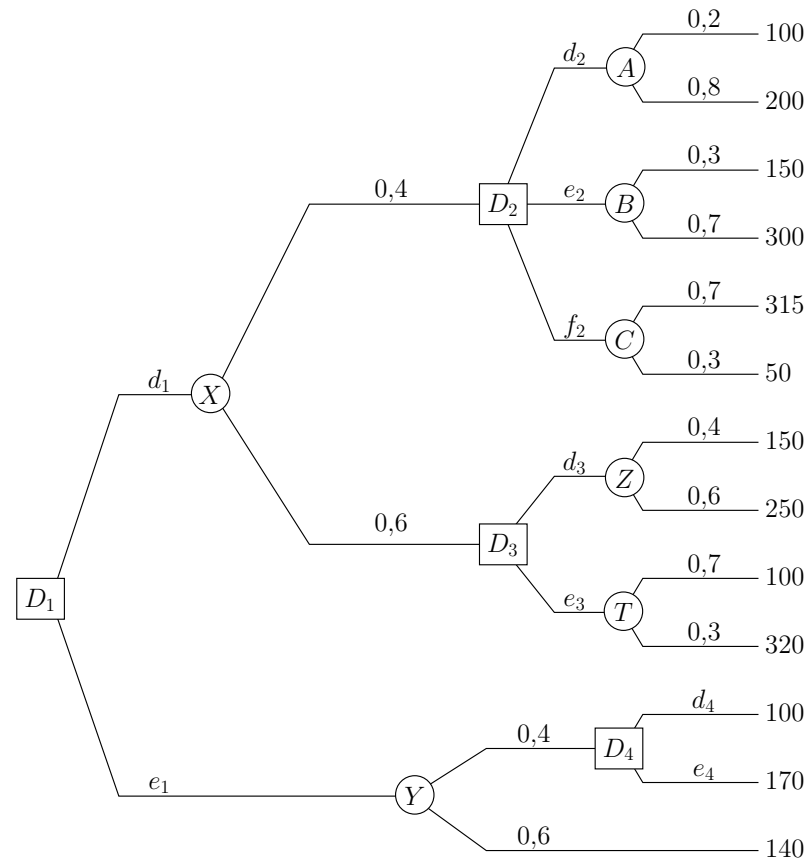 0,2 100
d₂ A
0,8 200
0,3 150
0,4 D₂ e₂ B
0,7 300
0,7 315
f₂ C
0,3 50
d₁ X
0,4 150
d₃ Z
0,6 250
0,6 D₃
0,7 100
D₁
e₃ T
0,3 320
d₄ 100
0,4 D₄
e₄ 170
e₁ Y
0,6 140